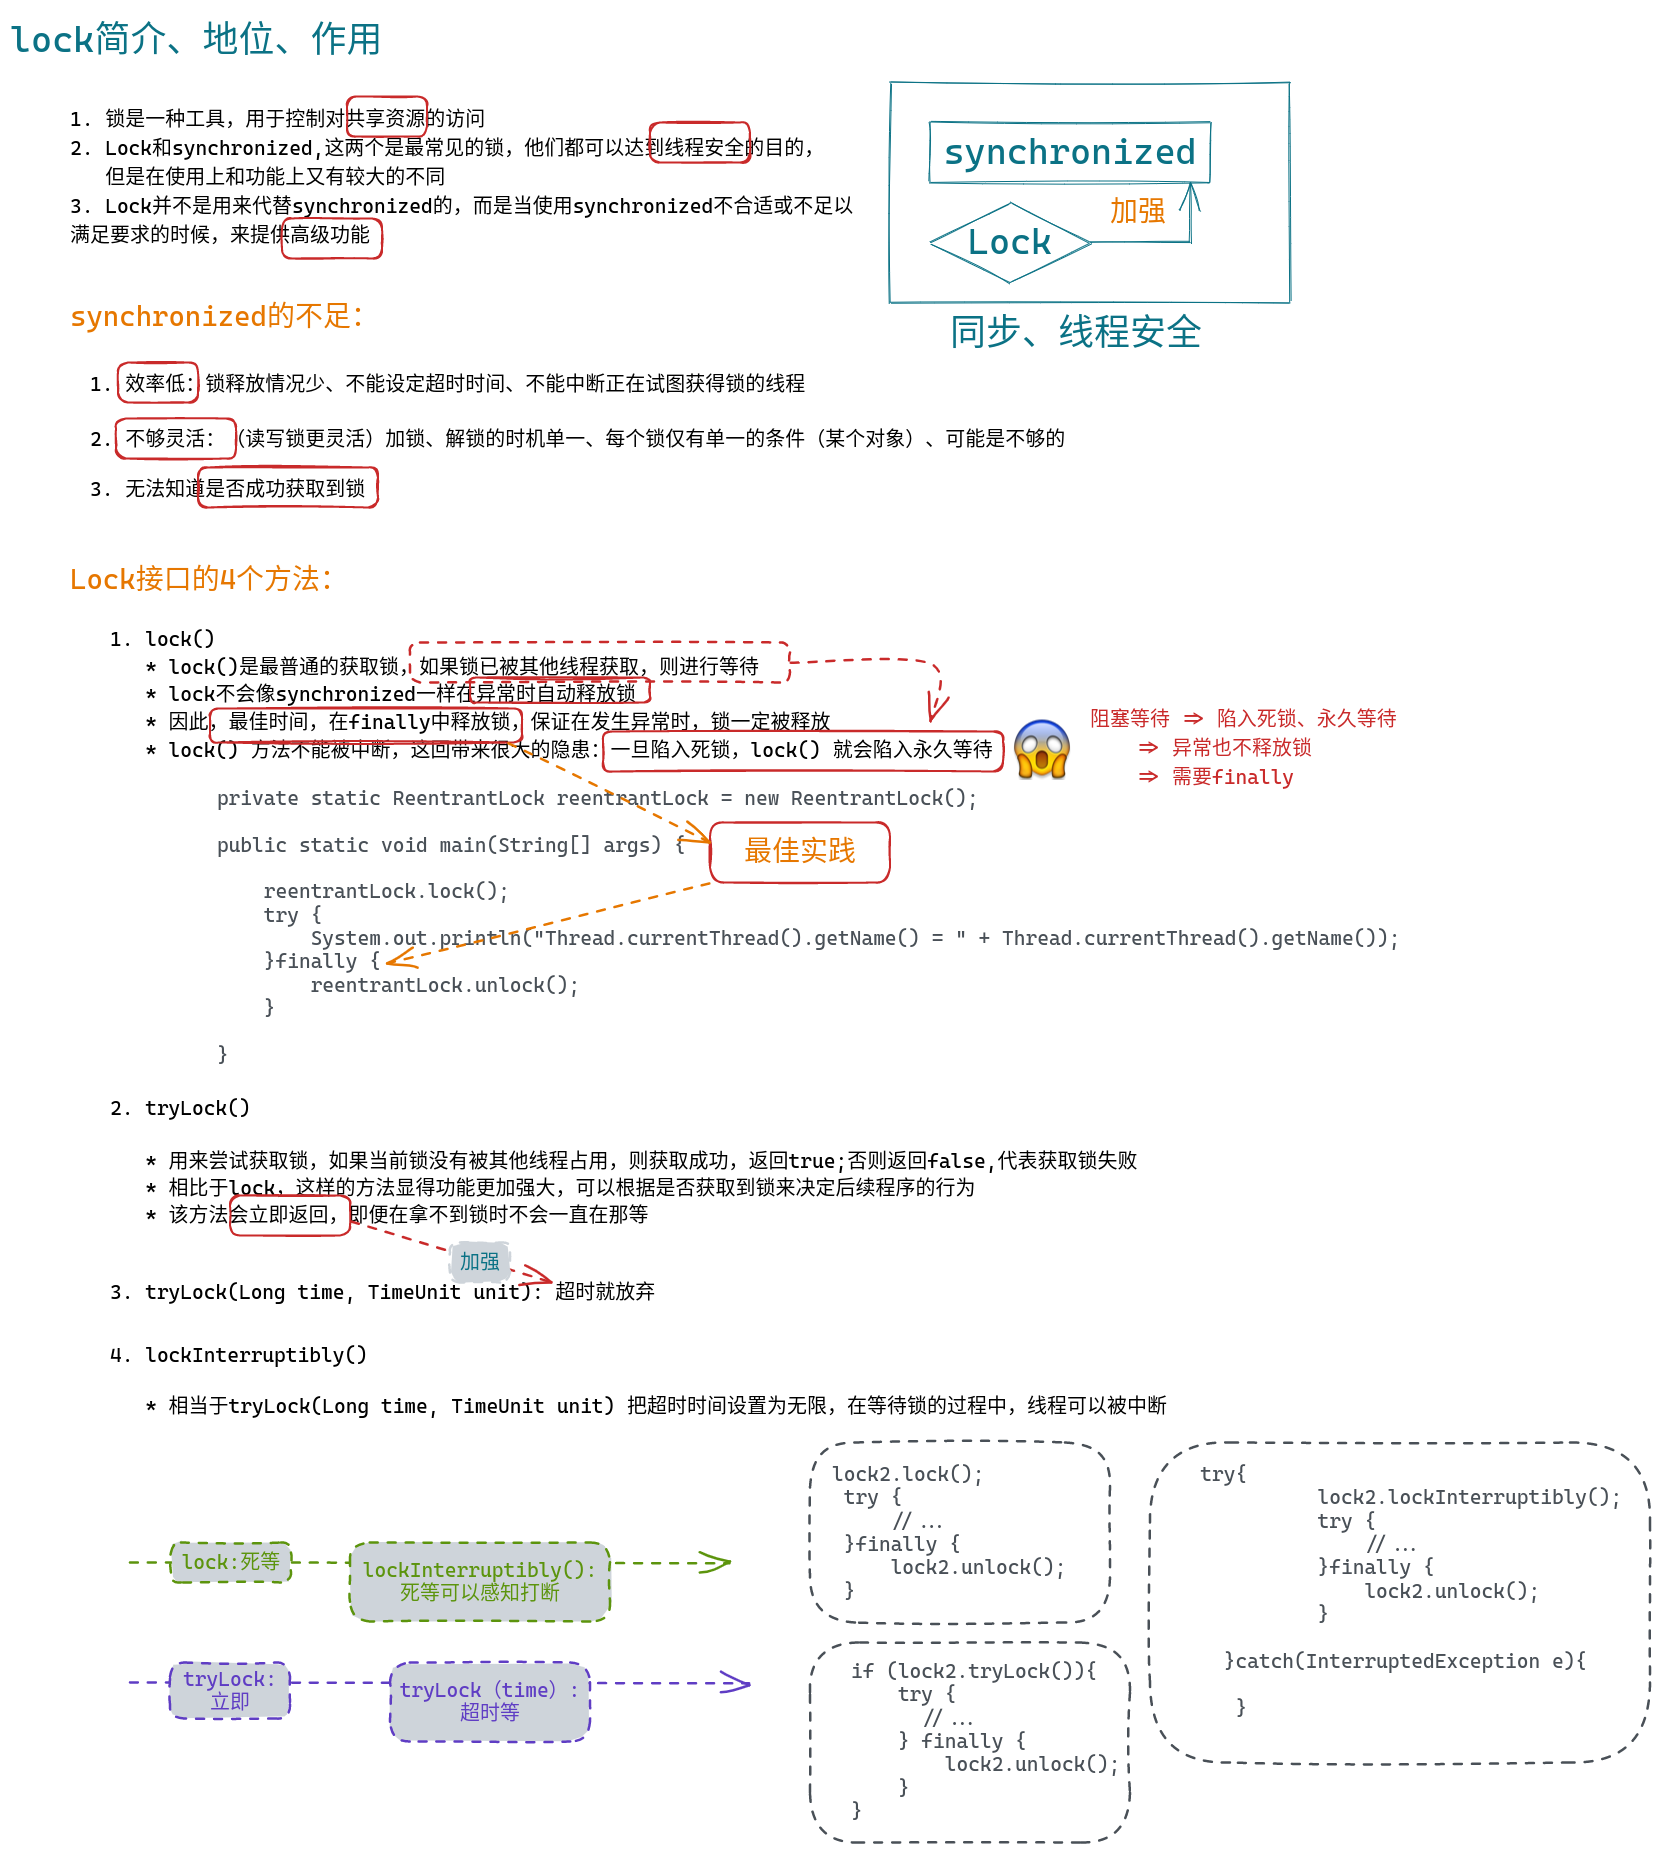 lock简介、地位、作用
1. 锁是一种工具，用于控制对共享资源的访问
2. Lock和synchronized,这两个是最常见的锁，他们都可以达到线程安全的目的，
但是在使用上和功能上又有较大的不同
3. Lock并不是用来代替synchronized的，而是当使用synchronized不合适或不足以
满足要求的时候，来提供高级功能
synchronized
加强
Lock
同步、线程安全
synchronized的不足：
1. 效率低：锁释放情况少、不能设定超时时间、不能中断正在试图获得锁的线程
2. 不够灵活：（读写锁更灵活）加锁、解锁的时机单一、每个锁仅有单一的条件（某个对象）、可能是不够的
3. 无法知道是否成功获取到锁
Lock接口的4个方法：
1. lock()
* lock()是最普通的获取锁，如果锁已被其他线程获取，则进行等待
* lock不会像synchronized一样在异常时自动释放锁
* 因此，最佳时间，在finally中释放锁，保证在发生异常时，锁一定被释放
* lock() 方法不能被中断，这回带来很大的隐患：一旦陷入死锁，lock() 就会陷入永久等待
阻塞等待 => 陷入死锁、永久等待
=> 异常也不释放锁
=> 需要finally
private static ReentrantLock reentrantLock = new ReentrantLock();
public static void main(String[] args) {
最佳实践
reentrantLock.lock();
try {
System.out.println("Thread.currentThread().getName() = " + Thread.currentThread().getName());
}finally {
reentrantLock.unlock();
}
}
2. tryLock()
* 用来尝试获取锁，如果当前锁没有被其他线程占用，则获取成功，返回true;否则返回false,代表获取锁失败
* 相比于lock，这样的方法显得功能更加强大，可以根据是否获取到锁来决定后续程序的行为
* 该方法会立即返回，即便在拿不到锁时不会一直在那等
加强
3. tryLock(Long time, TimeUnit unit): 超时就放弃
4. lockInterruptibly()
* 相当于tryLock(Long time, TimeUnit unit) 把超时时间设置为无限，在等待锁的过程中，线程可以被中断
lock:死等
lockInterruptibly():
死等可以感知打断
tryLock:
立即
tryLock（time）:
超时等
lock2.lock();
try {
// ...
}finally {
lock2.unlock();
}
if (lock2.tryLock()){
try {
// ...
} finally {
lock2.unlock();
}
}
try{
lock2.lockInterruptibly();
try {
// ...
}finally {
lock2.unlock();
}
}catch(InterruptedException e){
}